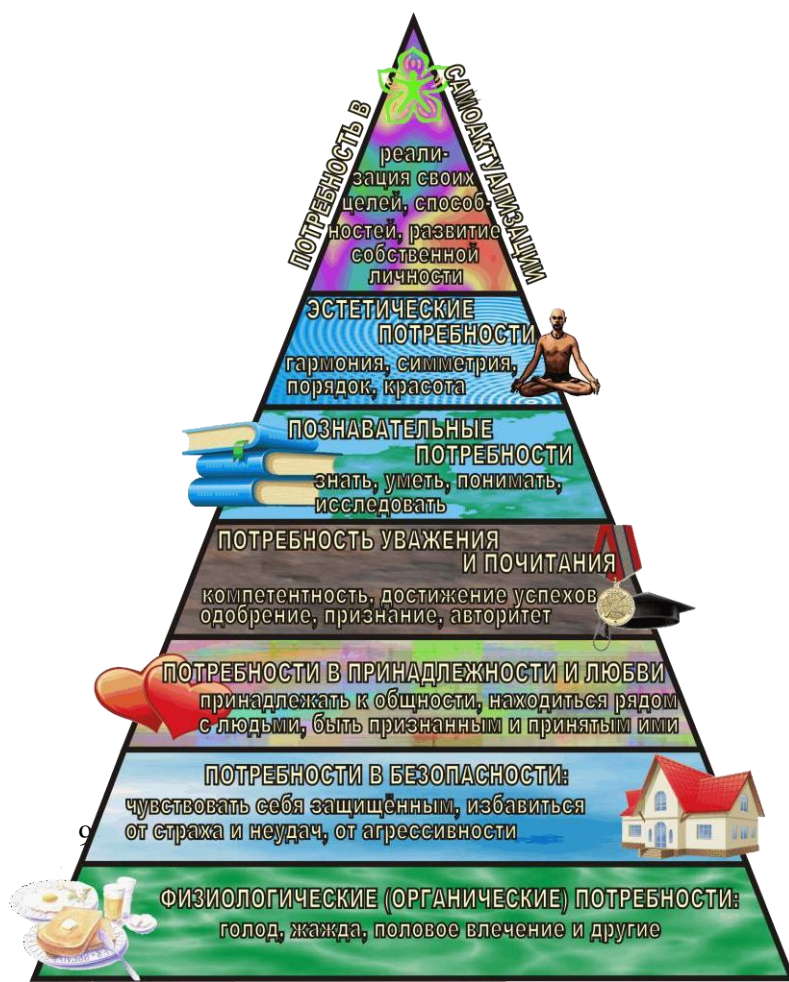 ПОТРЕБНОСТЬ В
САМОАКТУАЛИЗАЦИИ
реали-
зация своих
целей, способ-
ностей, развитие
собственной
личности
ЭСТЕТИЧЕСКИЕ
ПОТРЕБНОСТИ
гармония, симметрия,
порядок, красота
ПОЗНАВАТЕЛЬНЫЕ
ПОТРЕБНОСТИ
знать, уметь, понимать,
исследовать
ПОТРЕБНОСТЬ УВАЖЕНИЯ
И ПОЧИТАНИЯ
компетентность, достижение успехов
одобрение, признание, авторитет
ПОТРЕБНОСТИ В ПРИНАДЛЕЖНОСТИ И ЛЮБВИ
принадлежать к общности, находиться рядом
с людьми, быть признанным и принятым ими
ПОТРЕБНОСТИ В БЕЗОПАСНОСТИ:
чувствовать себя защищённым, избавиться
9
от страха и неудач, от агрессивности
ФИЗИОЛОГИЧЕСКИЕ (ОРГАНИЧЕСКИЕ) ПОТРЕБНОСТИ:
голод, жажда, половое влечение и другие